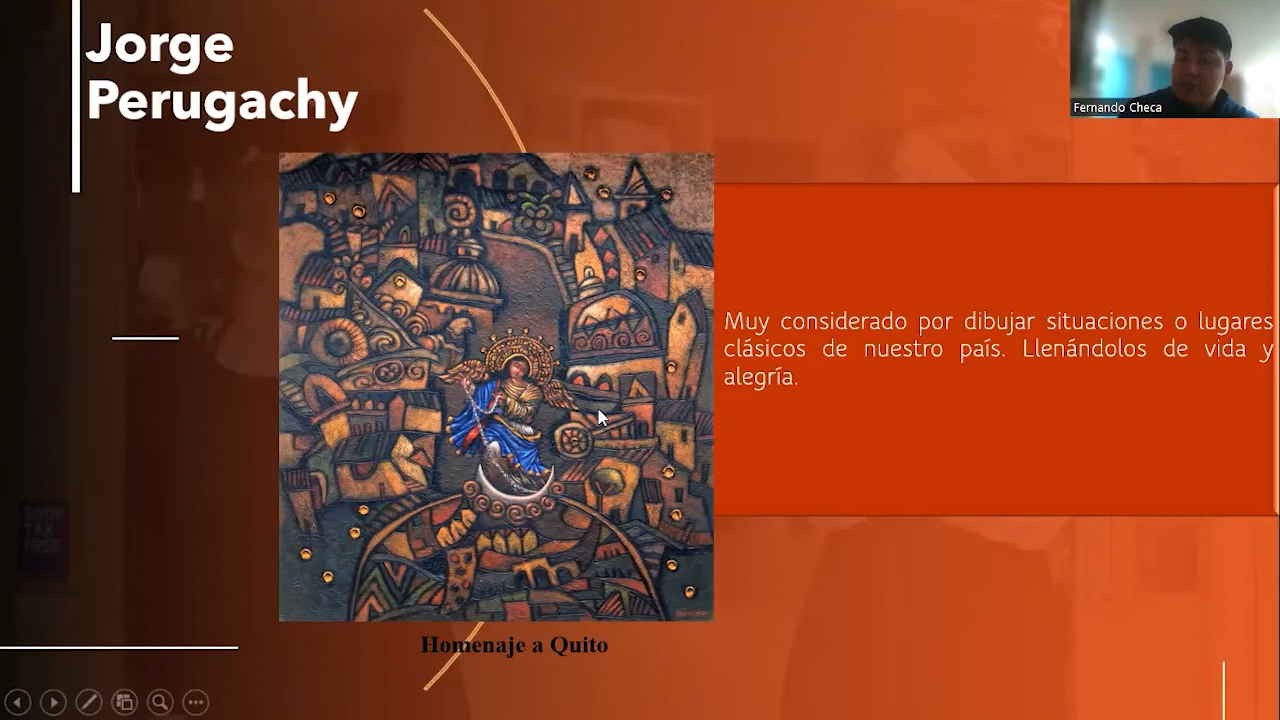 Jorge
Perugachy
Fernando Checa
Muy considerado por dibujar situaciones o lugares
clásicos de nuestro país. Llenándolos de vida y
alegría.
Homenaje a Quito